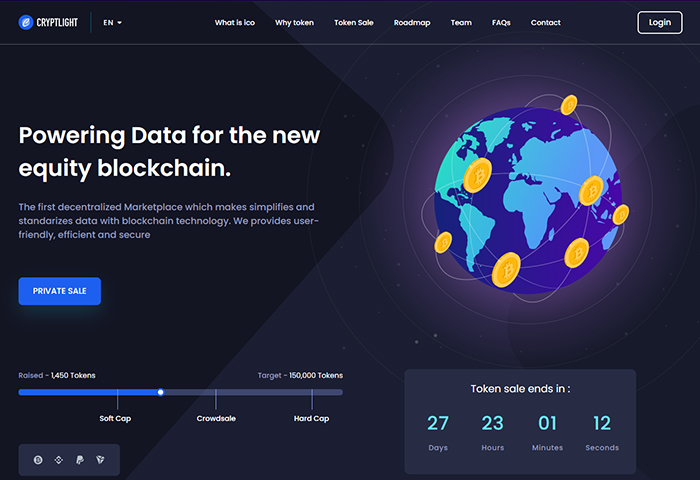 CRYPTLIGHT
EN
What is ico
Why token
Token Sale
Roadmap
Team
FAQs
Contact
Login
Powering Data for the new
equity blockchain.
The first decentralized Marketplace which makes simplifies and
standarizes data with blockchain technology. We provides user-
friendly, efficient and secure
PRIVATE SALE
Raised - 1,450 Tokens
Target - 150,000 Tokens
Soft Cap
Crowdsale
Hard Cap
Token sale ends in :
27
23
01
12
Days
Hours
Minutes
Seconds